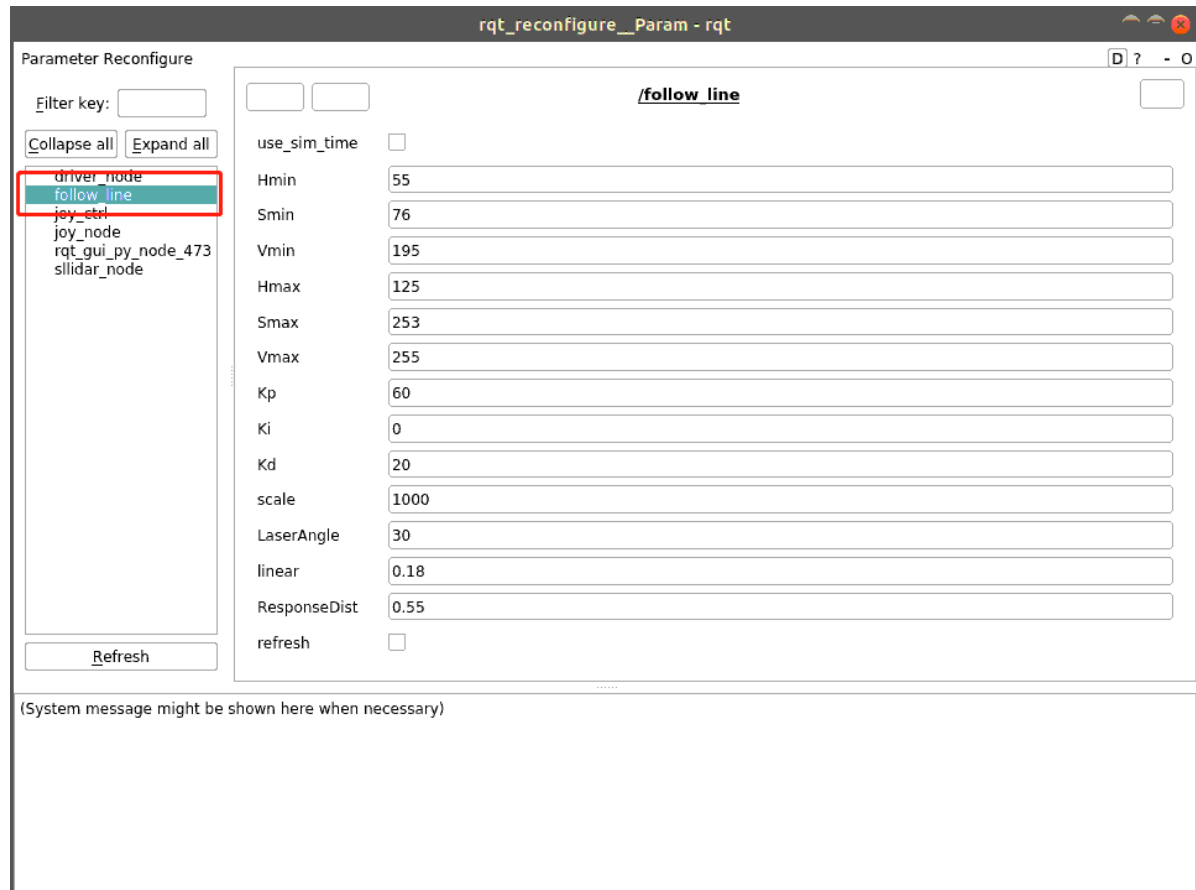 rqt_reconfigure__Param - rqt
Parameter Reconfigure
D ? - O
Filter key:
Collapse all Expand all
driver_node
follow_line
joy_ctrl
joy_node
rqt_gui_py_node_473
sllidar_node
Refresh
/follow_line
use_sim_time
Hmin 55
Smin 76
Vmin 195
Hmax 125
Smax 253
Vmax 255
Kp 60
Ki 0
Kd 20
scale 1000
LaserAngle 30
linear 0.18
ResponseDist 0.55
refresh
(System message might be shown here when necessary)